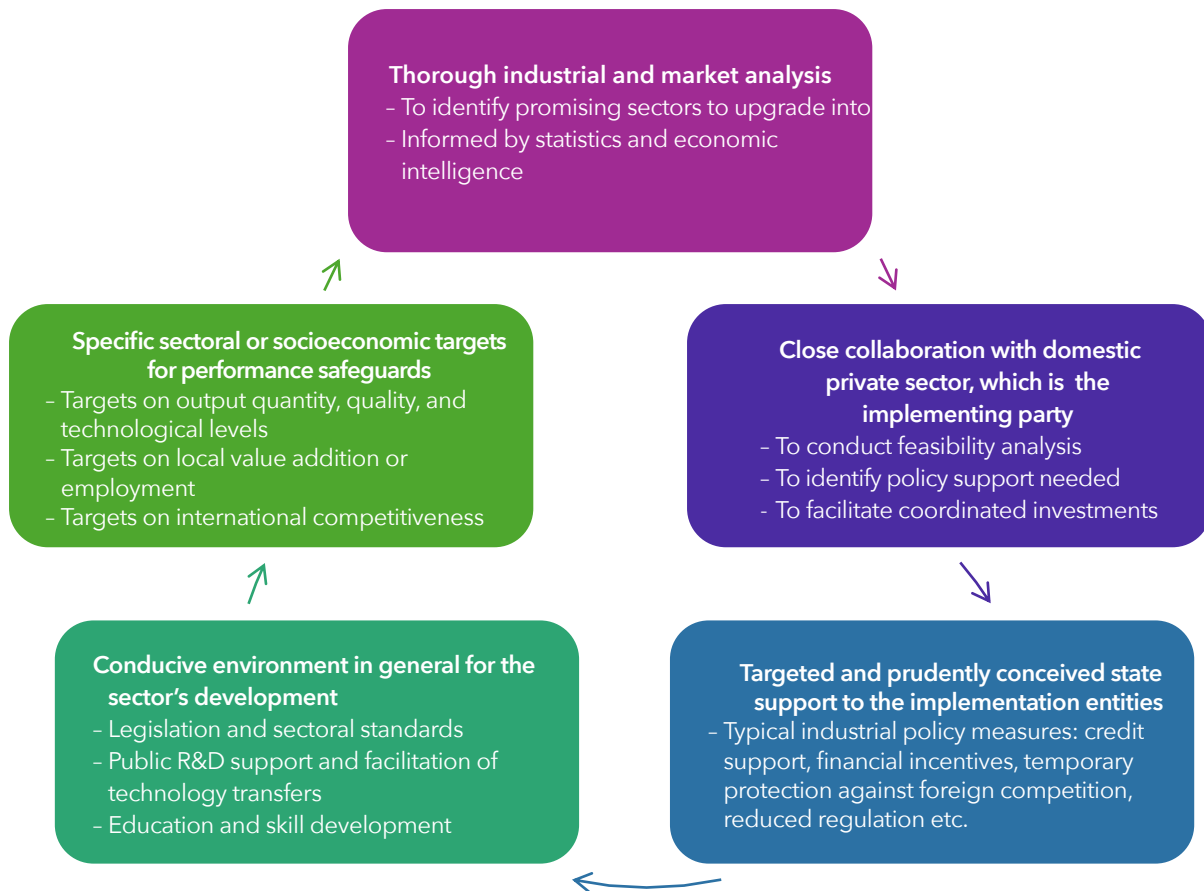 Thorough industrial and market analysis
– To identify promising sectors to upgrade into
– Informed by statistics and economic
intelligence
Close collaboration with domestic
private sector, which is the
implementing party
– To conduct feasibility analysis
– To identify policy support needed
- To facilitate coordinated investments
Targeted and prudently conceived state
support to the implementation entities
– Typical industrial policy measures: credit
support, financial incentives, temporary
protection against foreign competition,
reduced regulation etc.
Conducive environment in general for the
sector’s development
– Legislation and sectoral standards
– Public R&D support and facilitation of
technology transfers
– Education and skill development
Specific sectoral or socioeconomic targets
for performance safeguards
– Targets on output quantity, quality, and
technological levels
– Targets on local value addition or
employment
– Targets on international competitiveness